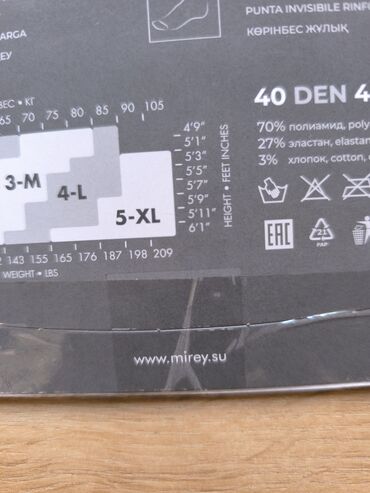 ARGA
EY
PUNTA INVISIBILE RINF
КӨРІНБЕС ЖҰЛЫҚ
ВЕС • КГ
65 70 75 80 85 90 105
3-M
4-L
5-XL
4'9"
5'1"
5'3"
5'5"
5'7"
5'9"
5'11"
6'1"
HEIGHT • FEET INCHES
143 155 165 176 187 198 209
WEIGHT • LBS
40 DEN 4
70% полиамид, poly
27% эластан, elastan
3% хлопок, cotton,
EAC
21
PAP
www.mirey.su